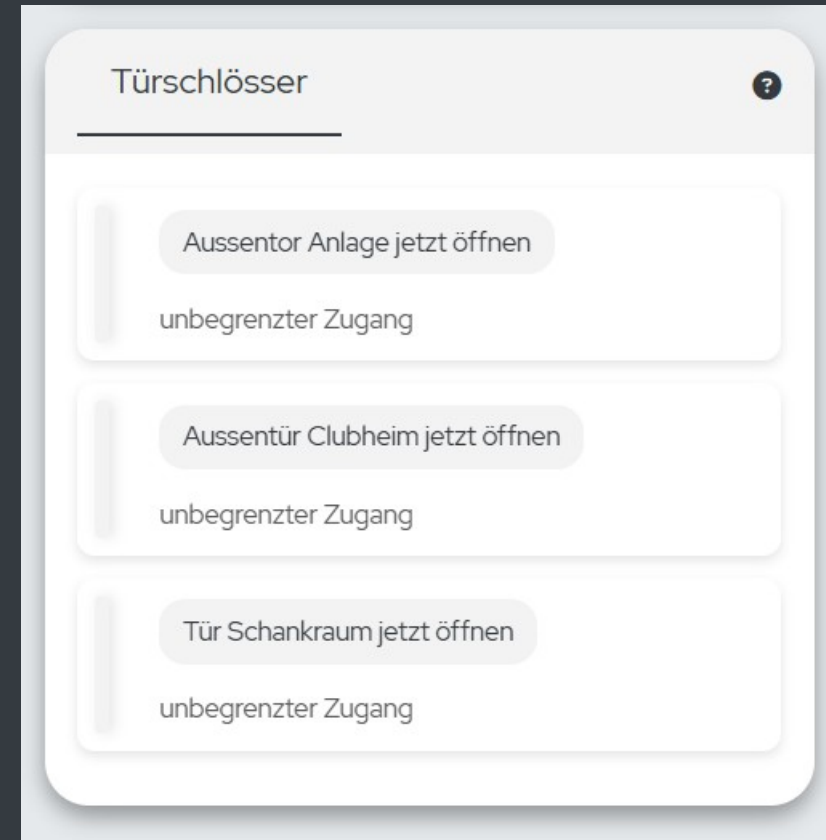 Türschlösser
?
Aussentor Anlage jetzt öffnen
unbegrenzter Zugang
Aussentür Clubheim jetzt öffnen
unbegrenzter Zugang
Tür Schankraum jetzt öffnen
unbegrenzter Zugang